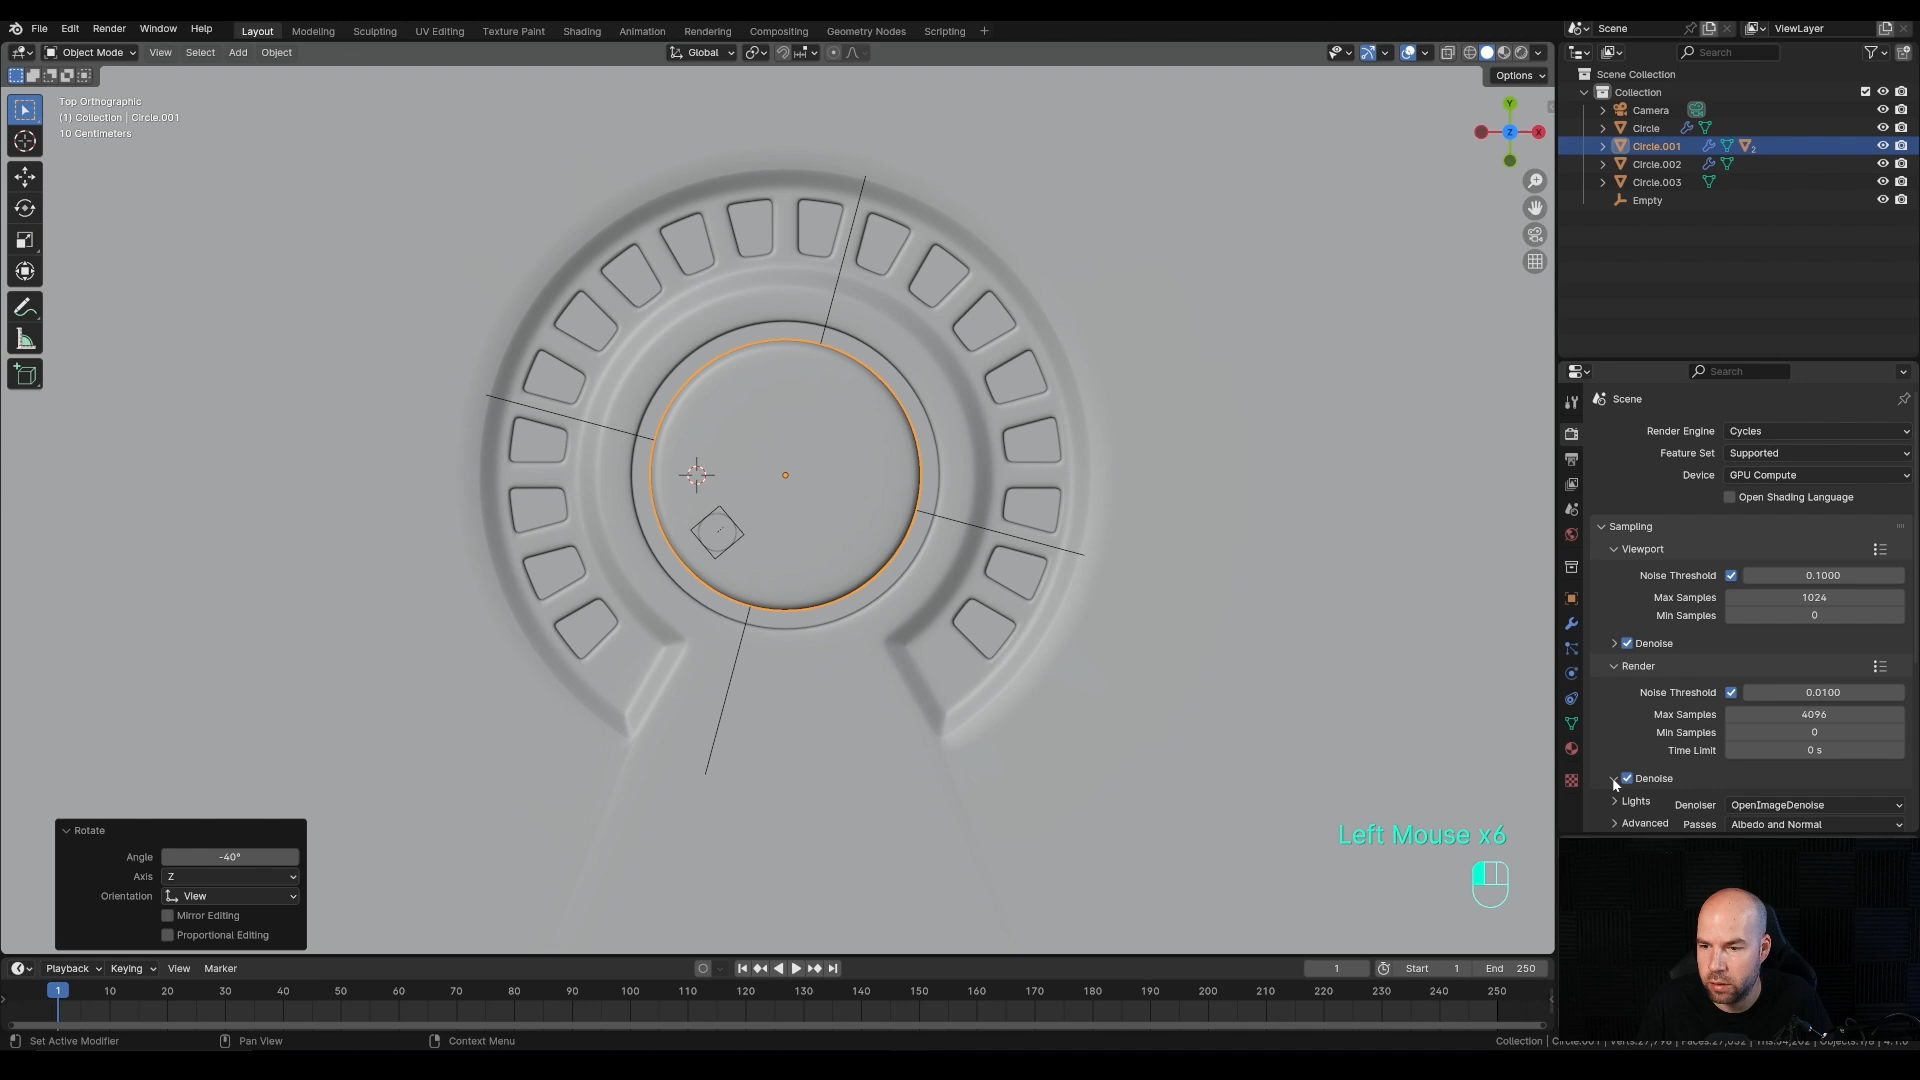 File Edit Render Window Help Layout Modeling Sculpting UV Editing Texture Paint Shading Animation Rendering Compositing Geometry Nodes Scripting
Scene ViewLayer
Object Mode View Select Add Object Global
Search
Options
Top Orthographic
(1) Collection | Circle.001
10 Centimeters
Y
Z
X
Scene Collection
Collection
Camera
Circle
Circle.001 2
Circle.002
Circle.003
Empty
Search
Scene
Render Engine Cycles
Feature Set Supported
Device GPU Compute
Open Shading Language
Sampling
Viewport
Noise Threshold 0.1000
Max Samples 1024
Min Samples 0
Denoise
Render
Noise Threshold 0.0100
Max Samples 4096
Min Samples 0
Time Limit 0 s
Denoise
Lights Denoiser OpenImageDenoise
Advanced Passes Albedo and Normal
Left Mouse x6
Rotate
Angle -40°
Axis Z
Orientation View
Mirror Editing
Proportional Editing
Playback Keying View Marker 1 Start 1 End 250
1 10 20 30 40 50 60 70 80 90 100 110 120 130 140 150 160 170 180 190 200 210 220 230 240 250
Set Active Modifier Pan View Context Menu